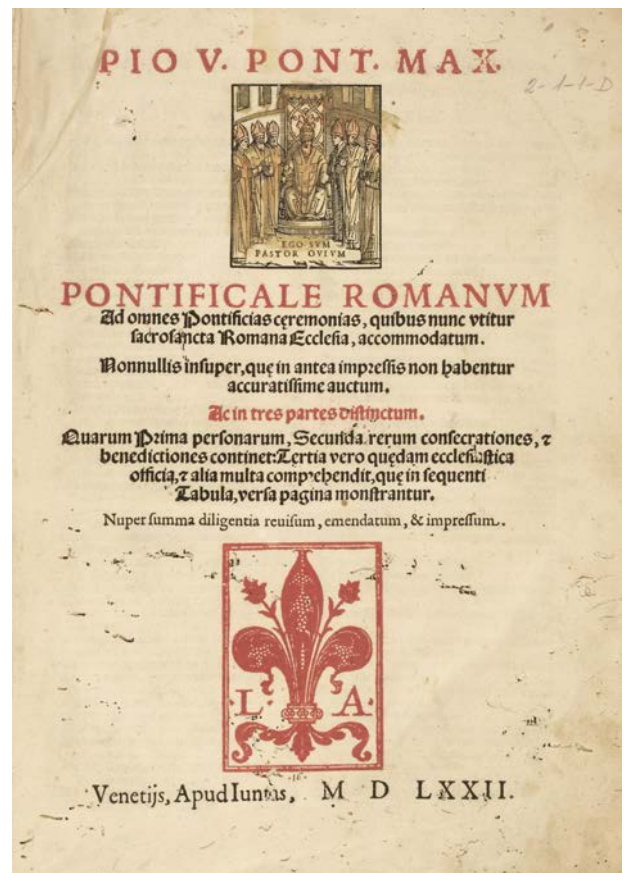 PIO V. PONT. MAX.
2-1-1-D
EGO SVM
PASTOR OVIVM
PONTIFICALE ROMANVM
Ad omnes Pontificias cęremonias, quibus nunc vtitur
sacrosancta Romana Ecclesia, accommodatum.
Nonnullis insuper, quę in antea impressis non habentur
accuratissime auctum.
Ac in tres partes distinctum.
Quarum Prima personarum, Secunda rerum consecrationes, ⁊
benedictiones continet: Tertia vero quędam ecclesiastica
officia, ⁊ alia multa comprehendit, quę in sequenti
Tabula, versa pagina monstrantur.
Nuper summa diligentia reuisum, emendatum, & impressum.
·L· A·
Venetijs, Apud Iuntas, M D LXXII.